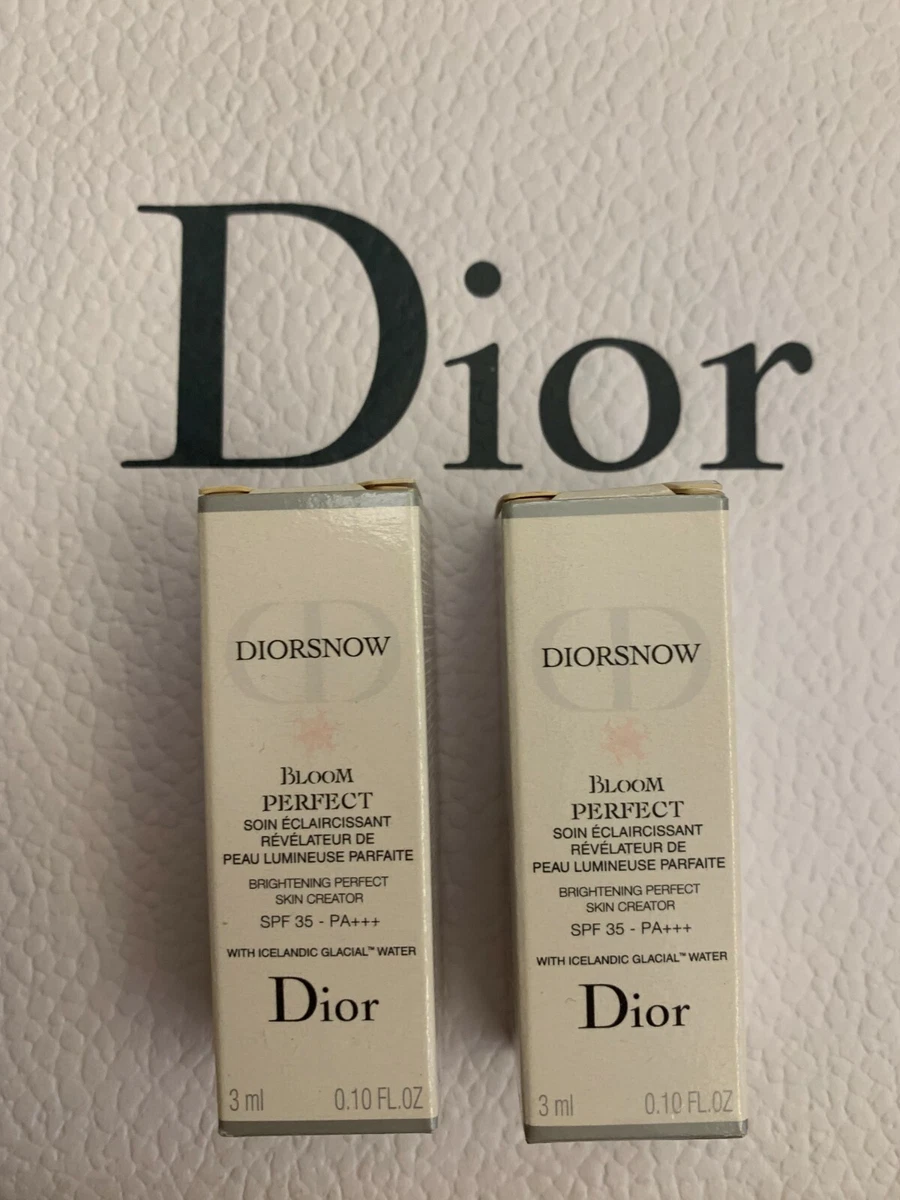 Dior
DIORSNOW
BLOOM
PERFECT
SOIN ÉCLAIRCISSANT
RÉVÉLATEUR DE
PEAU LUMINEUSE PARFAITE
BRIGHTENING PERFECT
SKIN CREATOR
SPF 35 - PA+++
WITH ICELANDIC GLACIAL™ WATER
Dior
3 ml 0.10 FL.OZ
DIORSNOW
BLOOM
PERFECT
SOIN ÉCLAIRCISSANT
RÉVÉLATEUR DE
PEAU LUMINEUSE PARFAITE
BRIGHTENING PERFECT
SKIN CREATOR
SPF 35 - PA+++
WITH ICELANDIC GLACIAL™ WATER
Dior
3 ml 0.10 FL.OZ